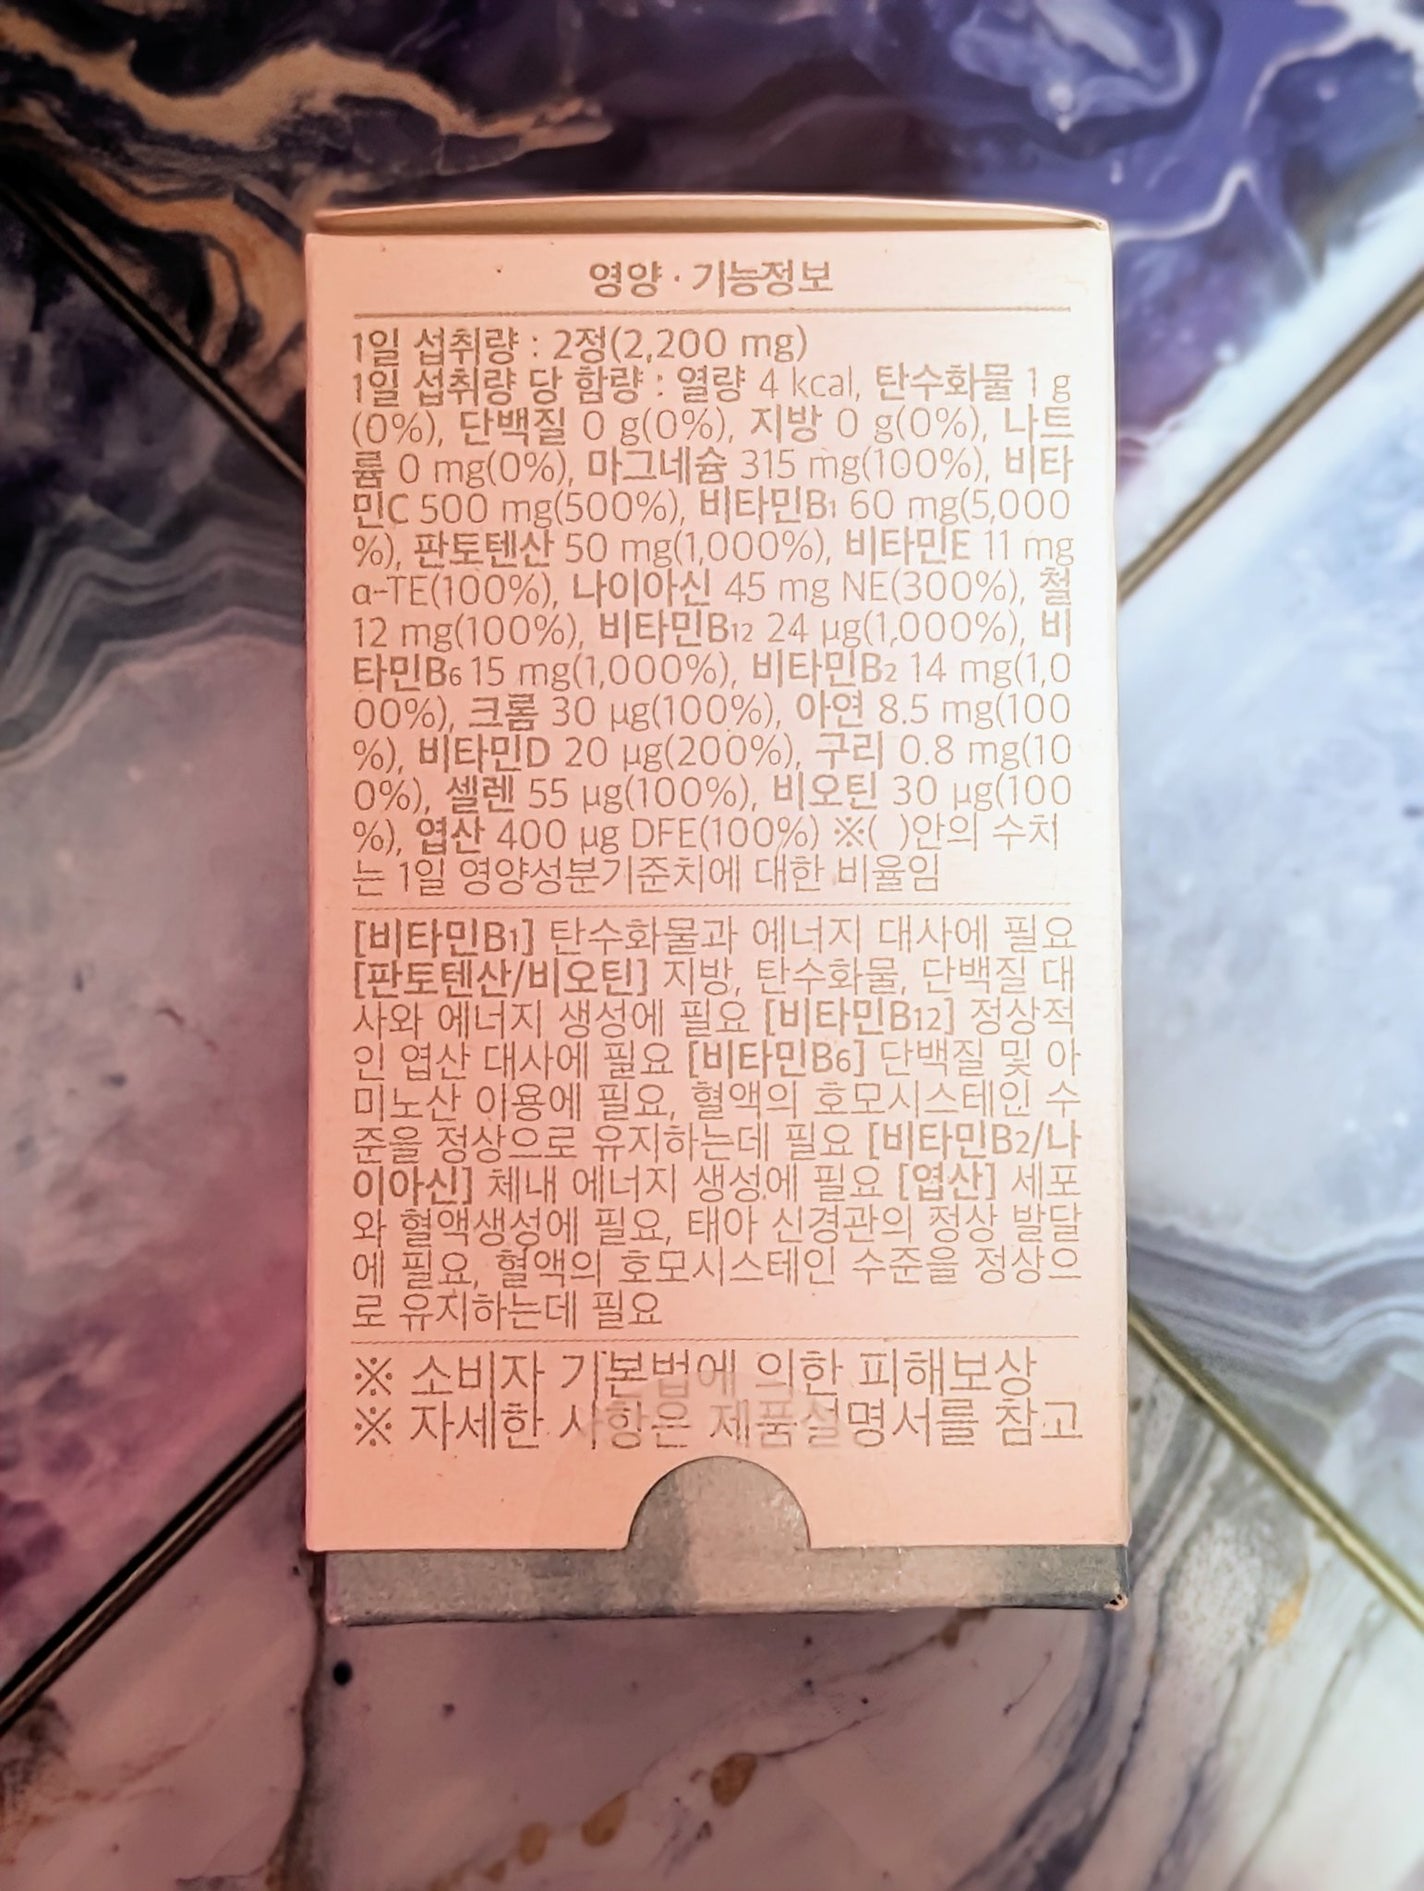 영양 · 기능정보
1일 섭취량 : 2정(2,200 mg)
1일 섭취량 당 함량 : 열량 4 kcal, 탄수화물 1 g
(0%), 단백질 0 g(0%), 지방 0 g(0%), 나트
륨 0 mg(0%), 마그네슘 315 mg(100%), 비타
민C 500 mg(500%), 비타민B₁ 60 mg(5,000
%), 판토텐산 50 mg(1,000%), 비타민E 11 mg
α-TE(100%), 나이아신 45 mg NE(300%), 철
12 mg(100%), 비타민B₁₂ 24 μg(1,000%), 비
타민B₆ 15 mg(1,000%), 비타민B₂ 14 mg(1,0
00%), 크롬 30 μg(100%), 아연 8.5 mg(100
%), 비타민D 20 μg(200%), 구리 0.8 mg(10
0%), 셀렌 55 μg(100%), 비오틴 30 μg(100
%), 엽산 400 μg DFE(100%) ※( )안의 수치
는 1일 영양성분기준치에 대한 비율임
[비타민B₁] 탄수화물과 에너지 대사에 필요
[판토텐산/비오틴] 지방, 탄수화물, 단백질 대
사와 에너지 생성에 필요 [비타민B₁₂] 정상적
인 엽산 대사에 필요 [비타민B₆] 단백질 및 아
미노산 이용에 필요, 혈액의 호모시스테인 수
준을 정상으로 유지하는데 필요 [비타민B₂/나
이아신] 체내 에너지 생성에 필요 [엽산] 세포
와 혈액생성에 필요, 태아 신경관의 정상 발달
에 필요, 혈액의 호모시스테인 수준을 정상으
로 유지하는데 필요
※ 소비자 기본법에 의한 피해보상
※ 자세한 사항은 제품설명서를 참고